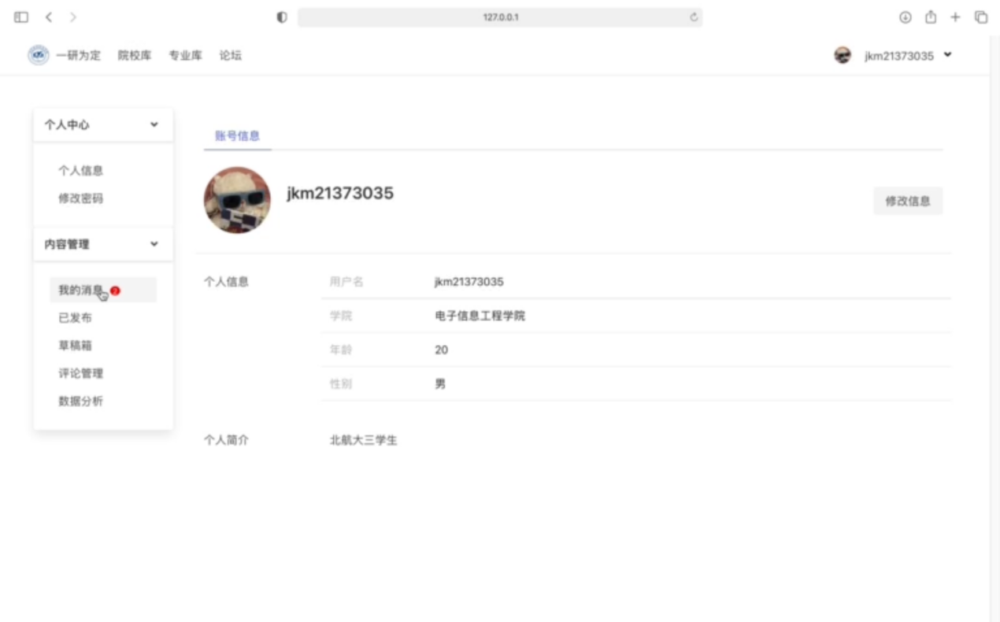 127.0.0.1
一研为定 院校库 专业库 论坛 jkm21373035
个人中心
个人信息
修改密码
内容管理
我的消息 2
已发布
草稿箱
评论管理
数据分析
账号信息
jkm21373035
修改信息
个人信息 用户名 jkm21373035
学院 电子信息工程学院
年龄 20
性别 男
个人简介 北航大三学生